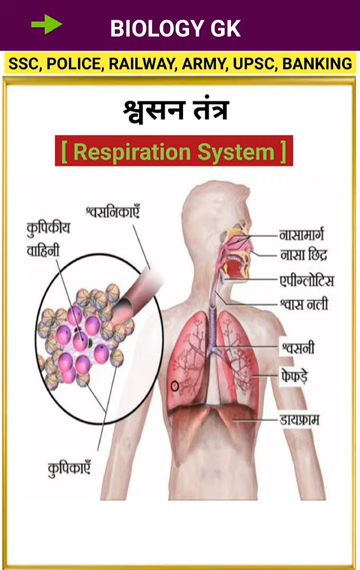 BIOLOGY GK
SSC, POLICE, RAILWAY, ARMY, UPSC, BANKING
श्वसन तंत्र
[ Respiration System ]
श्वसनिकाएँ
कुपिकीय
वाहिनी
नासामार्ग
नासा छिद्र
एपीग्लोटिस
श्वास नली
श्वसनी
फेफड़े
डायफ्राम
कुपिकाएँ